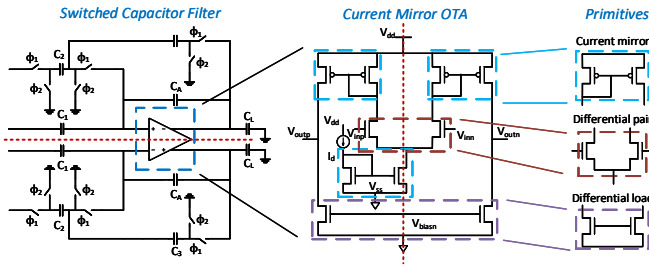 Switched Capacitor Filter
Current Mirror OTA
Primitives
ϕ1
C3
ϕ1
Vdd
ϕ1
C2
ϕ1
ϕ2
Current mirror
ϕ2
ϕ2
CA
C1
CL
Vdd
Vinp
Vinn
Differential pair
Voutp
Voutn
Id
C1
CL
ϕ2
ϕ2
CA
ϕ2
Vss
Differential load
ϕ1
C2
ϕ1
C3
ϕ1
Vbiasn